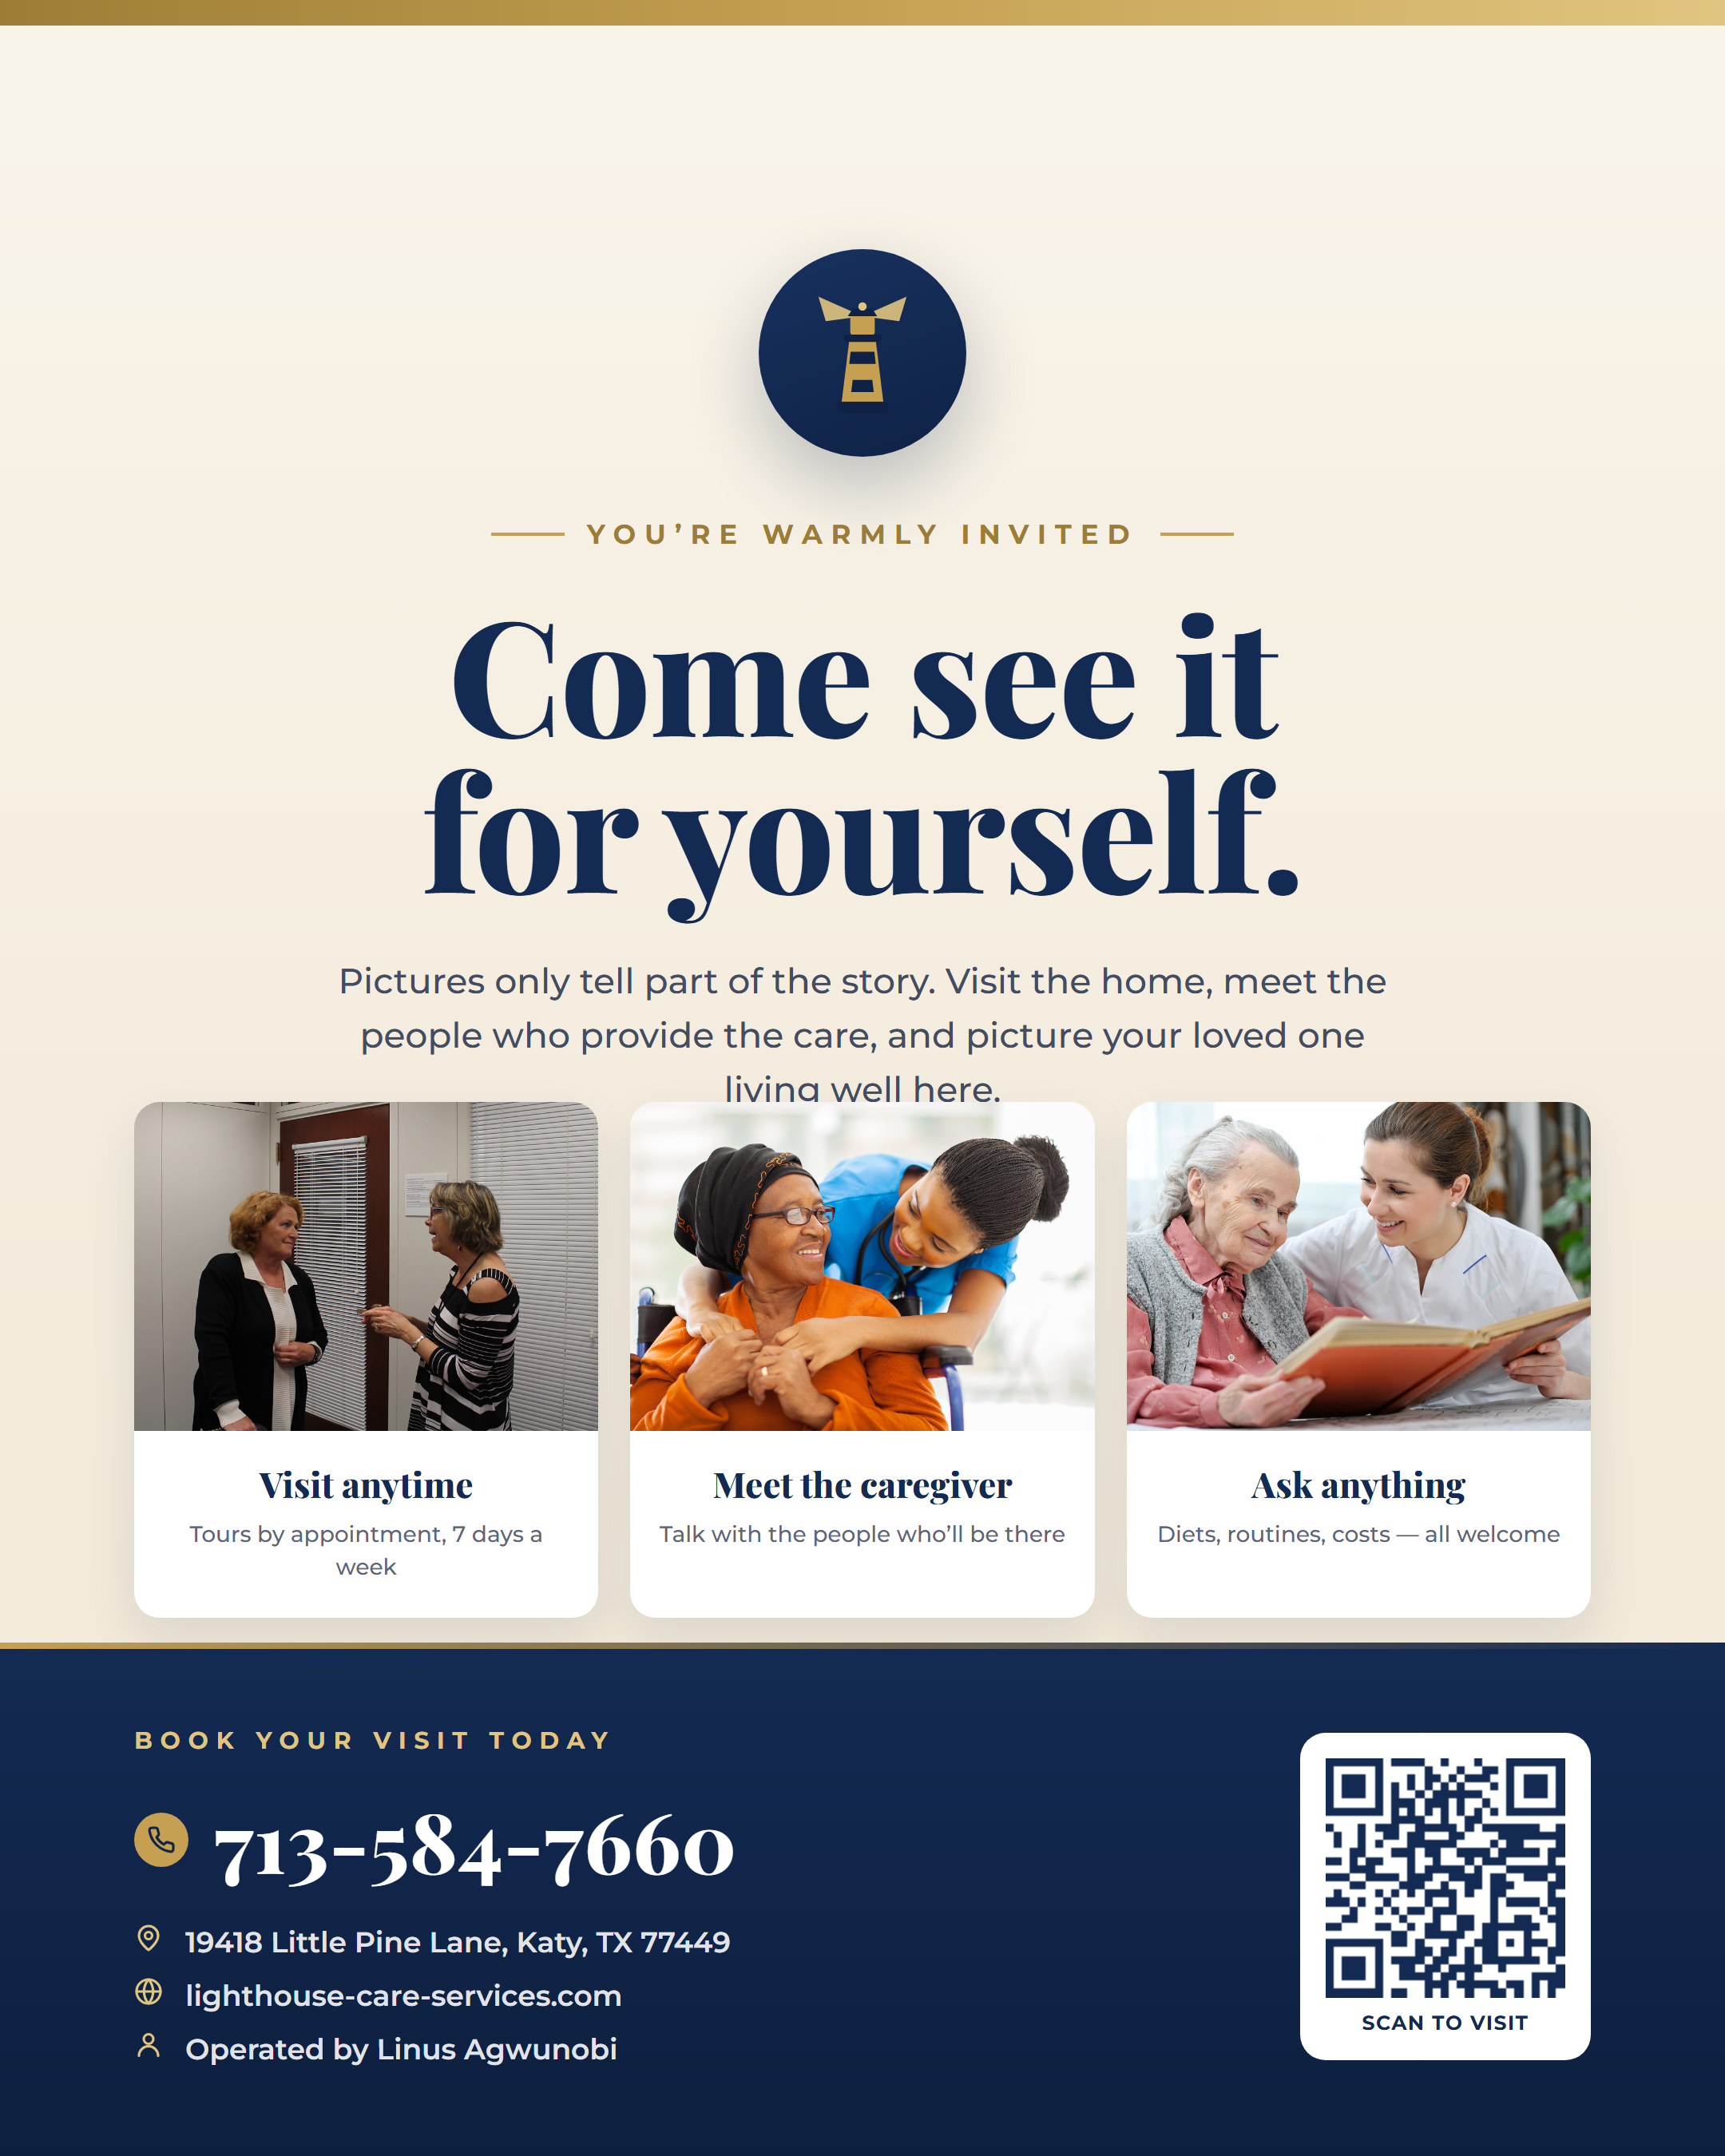 YOU’RE WARMLY INVITED
Come see it
for yourself.
Pictures only tell part of the story. Visit the home, meet the
people who provide the care, and picture your loved one
living well here.
Visit anytime
Tours by appointment, 7 days a
week
Meet the caregiver
Talk with the people who’ll be there
Ask anything
Diets, routines, costs — all welcome
BOOK YOUR VISIT TODAY
713-584-7660
19418 Little Pine Lane, Katy, TX 77449
lighthouse-care-services.com
Operated by Linus Agwunobi
SCAN TO VISIT